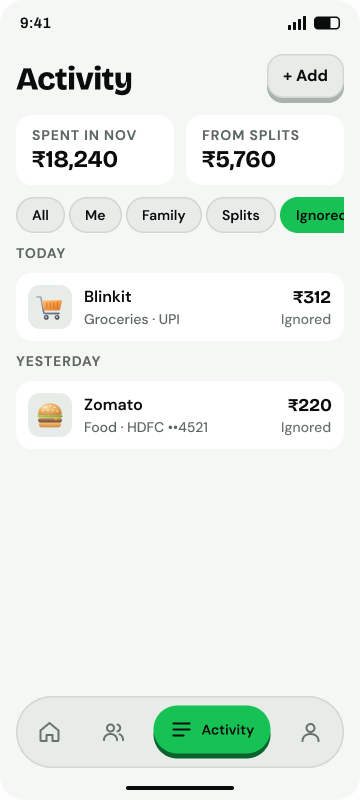 9:41
Activity
+ Add
SPENT IN NOV
₹18,240
FROM SPLITS
₹5,760
All
Me
Family
Splits
Ignored
TODAY
Blinkit
₹312
Groceries · UPI
Ignored
YESTERDAY
Zomato
₹220
Food · HDFC ••4521
Ignored
Activity